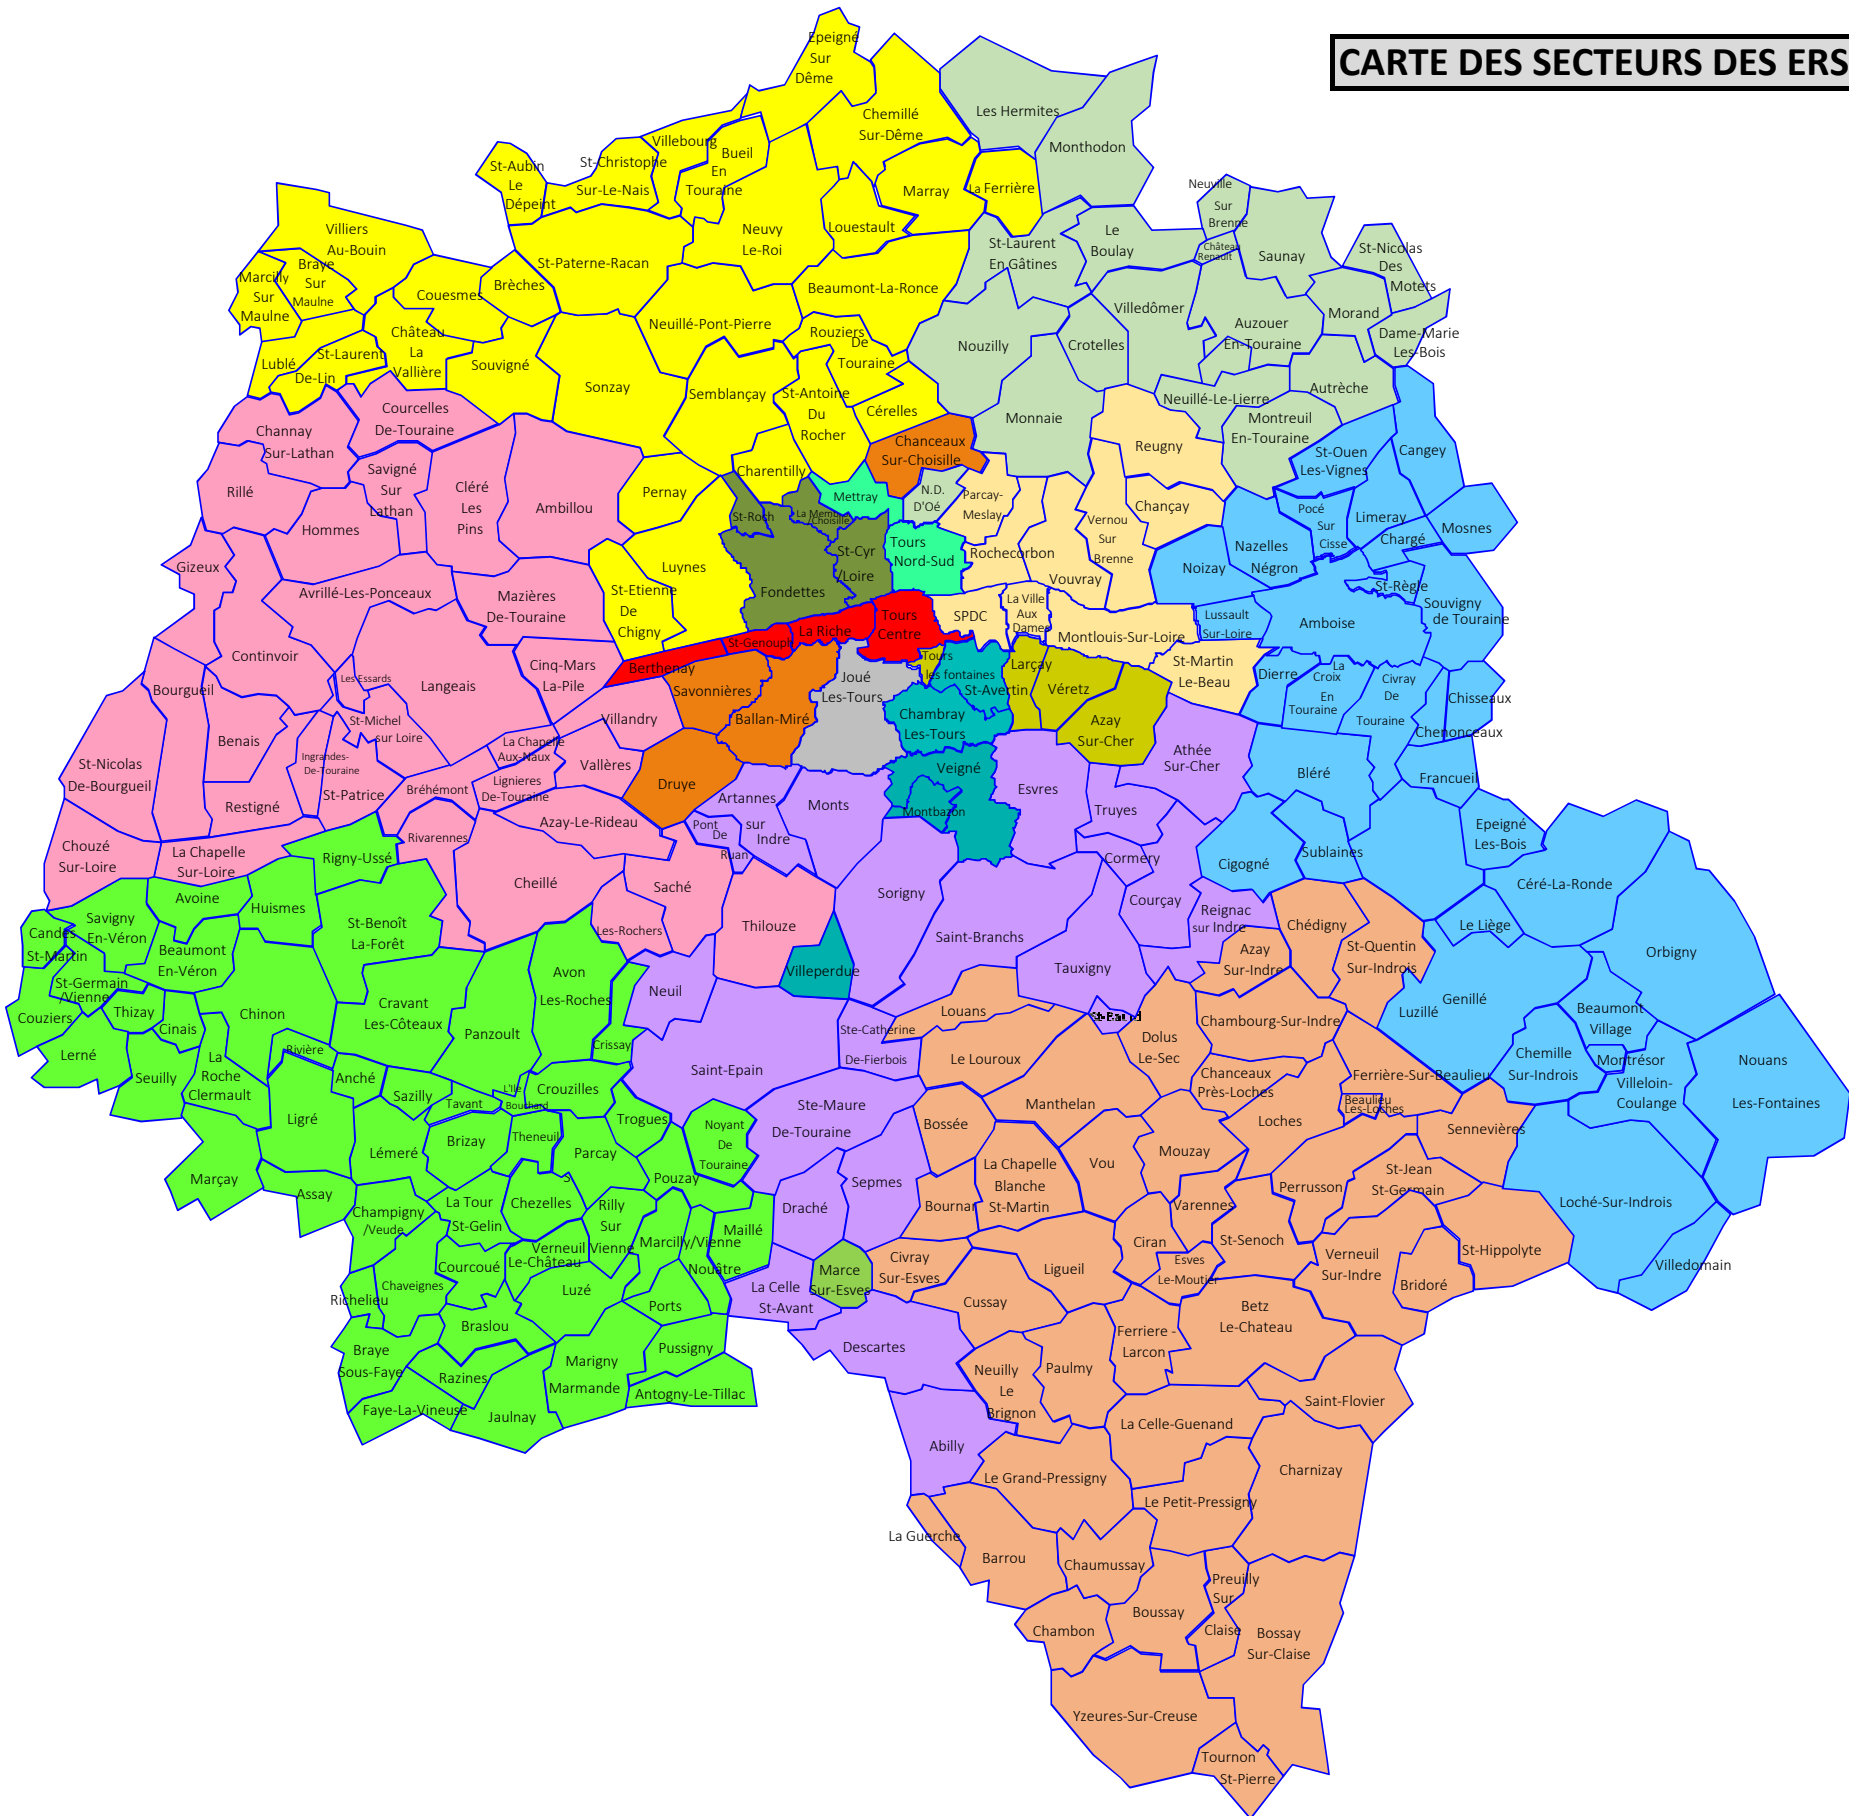 CARTE DES SECTEURS DES ERS
Epeigné
Sur
Dême
Chemillé
Sur-Dême
Les Hermites
Monthodon
Villebourg
Bueil
En
Touraine
St-Christophe
Sur-Le-Nais
St-Aubin
Le
Dépeint
Marray
La Ferrière
Neuville
Sur
Brenne
Château
Renault
Saunay
St-Nicolas
Des
Motets
Villiers
Au-Bouin
Neuvy
Le-Roi
Louestault
St-Laurent
En Gâtines
Le
Boulay
Marcilly
Sur
Maulne
Braye
Sur
Maulne
Couesmes
Brèches
St-Paterne-Racan
Beaumont-La-Ronce
Villedômer
Auzouer
En-Touraine
Morand
Dame-Marie
Les-Bois
Château
La
Vallière
Neuillé-Pont-Pierre
Rouziers
De
Touraine
Nouzilly
Crotelles
Lublé
St-Laurent
De-Lin
Souvigné
Sonzay
Semblançay
St-Antoine
Du
Rocher
Cérelles
Monnaie
Neuillé-Le-Lierre
Autrèche
Montreuil
En-Touraine
Courcelles
De-Touraine
Channay
Sur-Lathan
Chanceaux
Sur-Choisille
Reugny
St-Ouen
Les-Vignes
Cangey
Rillé
Savigné
Sur
Lathan
Cléré
Les
Pins
Ambillou
Pernay
Charentilly
Mettray
N.D.
D'Oé
Parcay-
Meslay
Chançay
Hommes
St-Rosh
La Membro
/Choisille
Vernou
Sur
Brenne
Pocé
Sur
Cisse
Limeray
Mosnes
Chargé
Gizeux
Luynes
Fondettes
St-Cyr
/Loire
Tours
Nord-Sud
Rochecorbon
Vouvray
Noizay
Nazelles
Négron
St-Règle
Souvigny
de Touraine
Avrillé-Les-Ponceaux
Mazières
De-Touraine
St-Etienne
De
Chigny
La Riche
Tours
Centre
SPDC
La Ville
Aux
Dames
Montlouis-Sur-Loire
Lussault
Sur-Loire
Amboise
Continvoir
Les Essards
Langeais
Cinq-Mars
La-Pile
Berthenay
St-Genouph
Savonnières
Joué
Les-Tours
Tours
les fontaines
St-Avertin
Larçay
Véretz
St-Martin
Le-Beau
Dierre
La
Croix
En
Touraine
Civray
De
Touraine
Chisseaux
Chenonceaux
Bourgueil
Benais
St-Michel
sur Loire
Villandry
Ballan-Miré
Chambray
Les-Tours
Azay
Sur-Cher
Athée
Sur-Cher
Bléré
Francueil
St-Nicolas
De-Bourgueil
Restigné
Ingrandes-
De-Touraine
St-Patrice
La Chapelle
Aux-Naux
Lignieres
De-Touraine
Vallères
Druye
Bréhémont
Artannes
sur
Indre
Monts
Veigné
Montbazon
Esvres
Truyes
Chouzé
Sur-Loire
La Chapelle
Sur-Loire
Rigny-Ussé
Rivarennes
Azay-Le-Rideau
Pont
De
Ruan
Cormery
Cigogné
Sublaines
Epeigné
Les-Bois
Céré-La-Ronde
Cheillé
Saché
Sorigny
Courçay
Reignac
sur Indre
Chédigny
Le Liège
Orbigny
Candes
St-Martin
Savigny
En-Véron
Avoine
Huismes
St-Benoît
La-Forêt
Les-Rochers
Thilouze
Saint-Branchs
Azay
Sur-Indre
St-Quentin
Sur-Indrois
Beaumont
En-Véron
St-Germain
/Vienne
Avon
Les-Roches
Neuil
Villeperdue
Tauxigny
Genillé
Luzillé
Beaumont
Village
Couziers
Thizay
Cinais
Chinon
Cravant
Les-Côteaux
Panzoult
Crissay
Louans
Ste-Catherine
De-Fierbois
Chambourg-Sur-Indre
Dolus
Le-Sec
Lerné
Seuilly
La
Roche
Clermault
Rivière
Anché
Sazilly
Tavant
L'Ile
Bouchard
Crouzilles
Saint-Epain
Le Louroux
Chanceaux
Près-Loches
Ferrière-Sur-Beaulieu
Beaulieu
Les-Loches
Chemille
Sur-Indrois
Montrésor
Villeloin-
Coulange
Nouans
Les-Fontaines
Ligré
Lémeré
Brizay
Theneuil
Trogues
Parcay
S
Noyant
De
Touraine
Ste-Maure
De-Touraine
Bossée
Manthelan
Loches
Sennevières
Marçay
Assay
Champigny
/Veude
La Tour
St-Gelin
Chezelles
Pouzay
Rilly
Sur
Vienne
Maillé
Draché
Sepmes
Bournan
La Chapelle
Blanche
St-Martin
Vou
Mouzay
Varennes
Perrusson
St-Jean
St-Germain
Loché-Sur-Indrois
Courcoué
Verneuil
Le-Château
Marcilly/Vienne
Nouâtre
Marce
Sur-Esves
Civray
Sur-Esves
Ligueil
Ciran
Esves
Le-Moutier
St-Senoch
Verneuil
Sur-Indre
Bridoré
St-Hippolyte
Villedomain
Richelieu
Chaveignes
Luzé
Ports
La Celle
St-Avant
Cussay
Betz
Le-Chateau
Braslou
Braye
Sous-Faye
Razines
Marigny
Marmande
Pussigny
Antogny-Le-Tillac
Descartes
Neuilly
Le
Brignon
Paulmy
Ferriere -
Larcon
Faye-La-Vineuse
Jaulnay
Saint-Flovier
Abilly
La Celle-Guenand
Le Grand-Pressigny
Charnizay
Le Petit-Pressigny
La Guerche
Barrou
Chaumussay
Preuilly
Sur
Claise
Boussay
Chambon
Bossay
Sur-Claise
Yzeures-Sur-Creuse
Tournon
St-Pierre